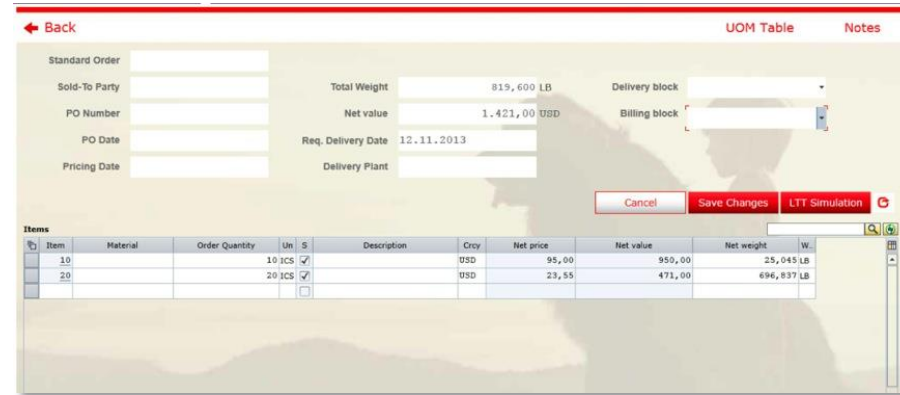 Back UOM Table Notes
Standard Order
Sold-To Party Total Weight 819,600 LB Delivery block
PO Number Net value 1.421,00 USD Billing block
PO Date Req. Delivery Date 12.11.2013
Pricing Date Delivery Plant
Cancel Save Changes LTT Simulation
Items
Item Material Order Quantity Un S Description Crcy Net price Net value Net weight W..
10 10 ICS USD 95,00 950,00 25,045 LB
20 20 ICS USD 23,55 471,00 696,837 LB